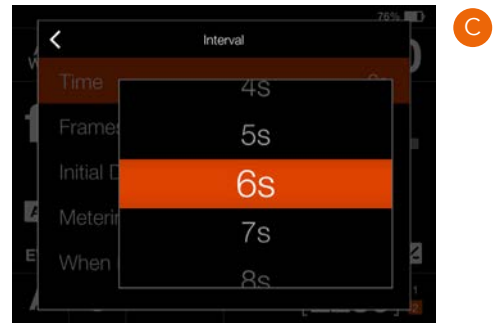 76%
Interval
C
Time
4s
Frames
5s
Initial D
6s
Meterin
7s
When
8s